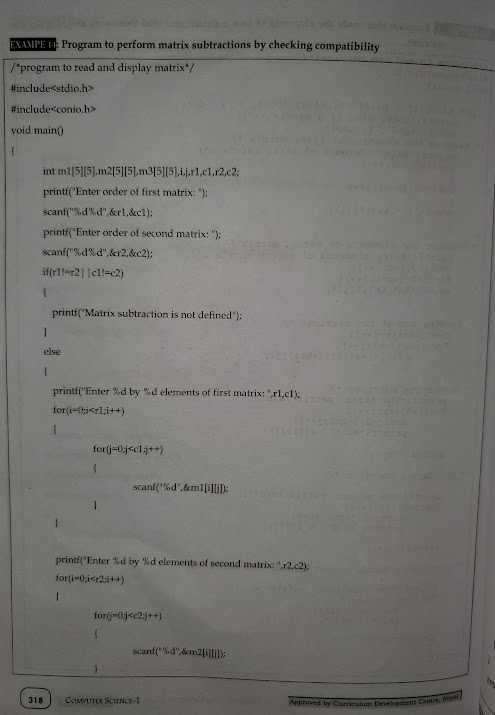 EXAMPE 11: Program to perform matrix subtractions by checking compatibility
/*program to read and display matrix*/
#include<stdio.h>
#include<conio.h>
void main()
{
int m1[5][5],m2[5][5],m3[5][5],i,j,r1,c1,r2,c2;
printf("Enter order of first matrix: ");
scanf("%d%d",&r1,&c1);
printf("Enter order of second matrix: ");
scanf("%d%d",&r2,&c2);
if(r1!=r2||c1!=c2)
{
printf("Matrix subtraction is not defined");
}
else
{
printf("Enter %d by %d elements of first matrix: ",r1,c1);
for(i=0;i<r1;i++)
{
for(j=0;j<c1;j++)
{
scanf("%d",&m1[i][j]);
}
}
printf("Enter %d by %d elements of second matrix: ",r2,c2);
for(i=0;i<r2;i++)
{
for(j=0;j<c2;j++)
{
scanf("%d",&m2[i][j]);
}
318 COMPUTER SCIENCE-I
Approved by Curriculum Development Centre, Nepal